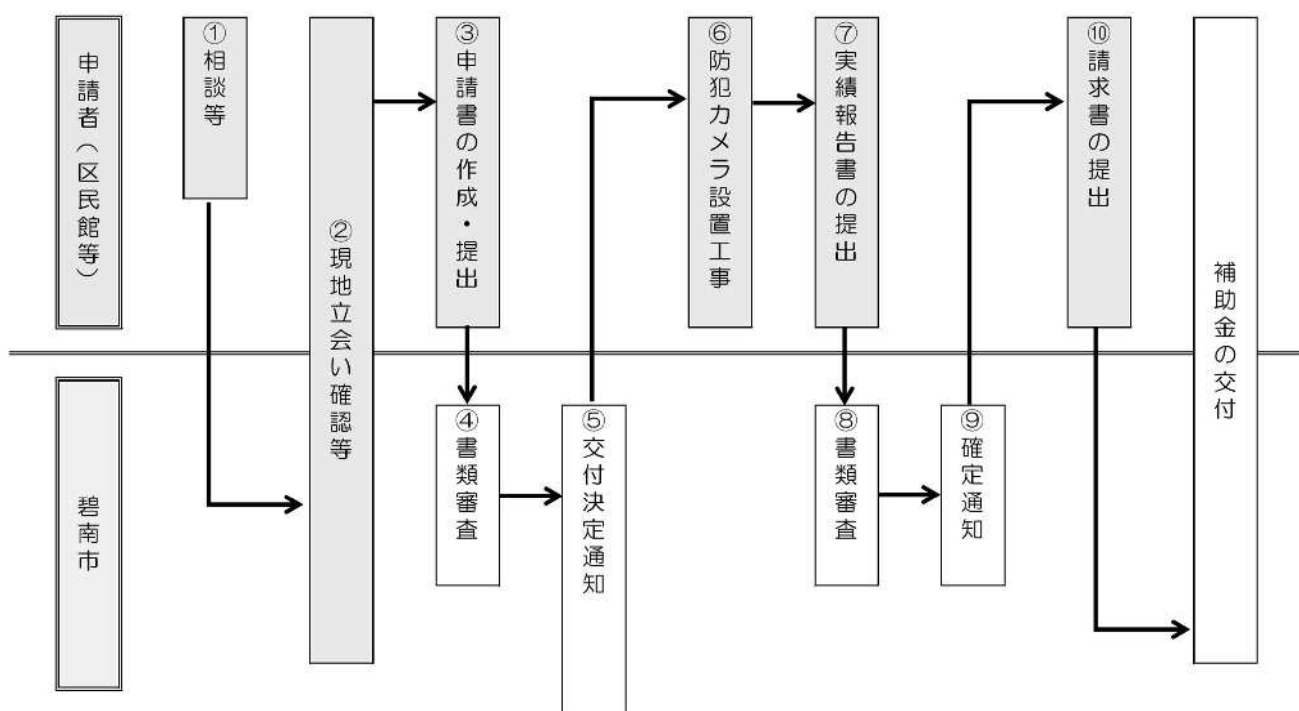 申請者（区民館等）
①相談等
②現地立会い確認等
③申請書の作成・提出
④書類審査
⑤交付決定通知
⑥防犯カメラ設置工事
⑦実績報告書の提出
⑧書類審査
⑨確定通知
⑩請求書の提出
補助金の交付
碧南市